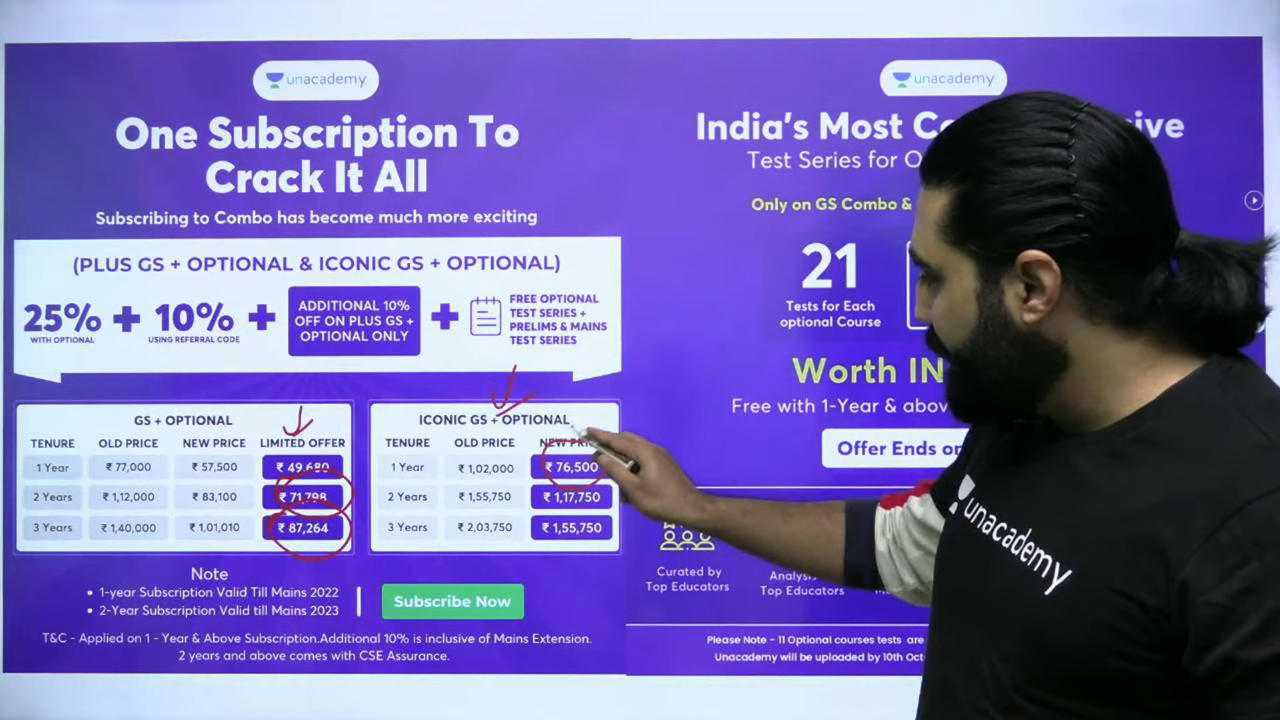 unacademy
One Subscription To
Crack It All
Subscribing to Combo has become much more exciting
(PLUS GS + OPTIONAL & ICONIC GS + OPTIONAL)
25% + 10% + ADDITIONAL 10% OFF ON PLUS GS + OPTIONAL ONLY + FREE OPTIONAL TEST SERIES + PRELIMS & MAINS TEST SERIES
WITH OPTIONAL USING REFERRAL CODE
GS + OPTIONAL
TENURE OLD PRICE NEW PRICE LIMITED OFFER
1 Year ₹ 77,000 ₹ 57,500 ₹ 49,680
2 Years ₹ 1,12,000 ₹ 83,100 ₹ 71,798
3 Years ₹ 1,40,000 ₹ 1,01,010 ₹ 87,264
ICONIC GS + OPTIONAL
TENURE OLD PRICE NEW
1 Year ₹ 1,02,000 ₹ 76,500
2 Years ₹ 1,55,750 ₹ 1,17,750
3 Years ₹ 2,03,750 ₹ 1,55,750
Note
• 1-year Subscription Valid Till Mains 2022
• 2-Year Subscription Valid till Mains 2023
Subscribe Now
T&C - Applied on 1 - Year & Above Subscription.Additional 10% is inclusive of Mains Extension.
2 years and above comes with CSE Assurance.
unacademy
India's Most
Test Series for
Only on GS Combo &
21
Tests for Each
optional Course
Worth
Free with 1-Year &
Offer Ends
Curated by
Top Educators
Top Educators
Please Note - 11 Optional courses tests are
Unacademy will be uploaded by 10th
unacademy